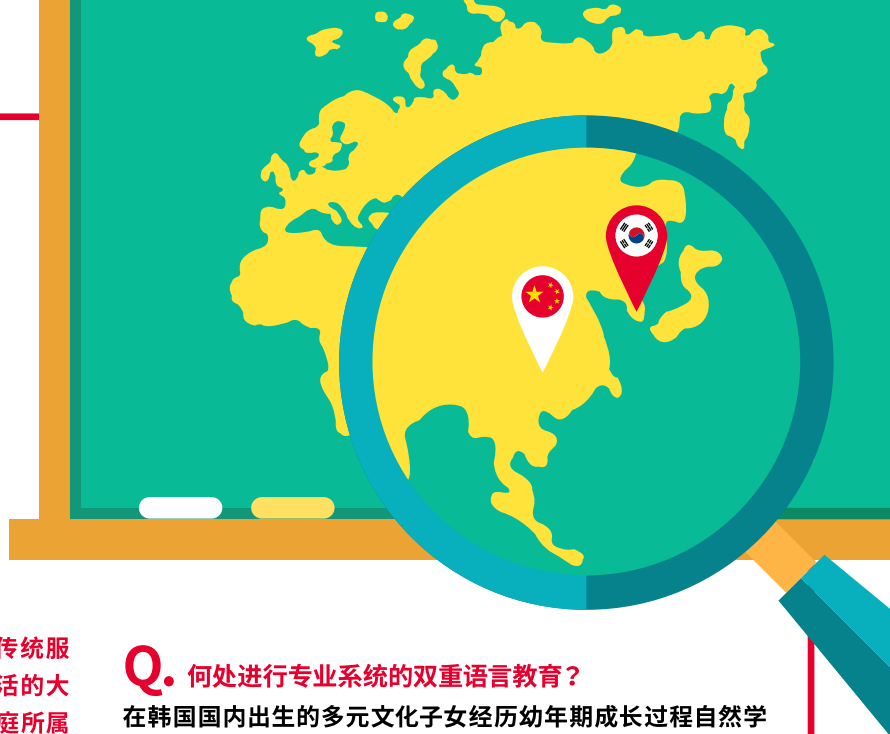 传统服
活的大
庭所属
Q. 何处进行专业系统的双重语言教育？
在韩国国内出生的多元文化子女经历幼年期成长过程自然学